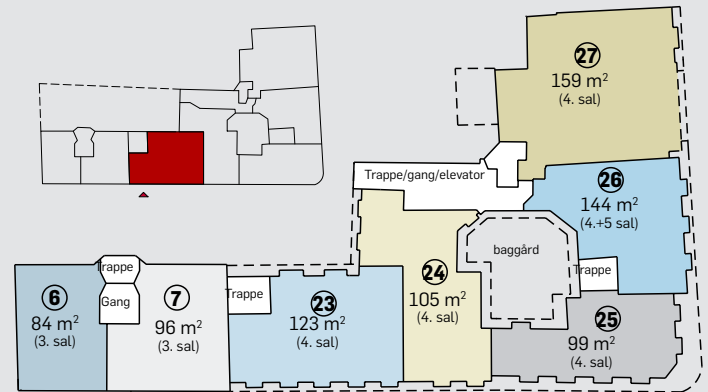 27
159 m²
(4. sal)
Trappe/gang/elevator
26
144 m²
(4.+5 sal)
baggård
Trappe
24
105 m²
(4. sal)
Trappe
Gang
6
84 m²
(3. sal)
7
96 m²
(3. sal)
Trappe
23
123 m²
(4. sal)
25
99 m²
(4. sal)